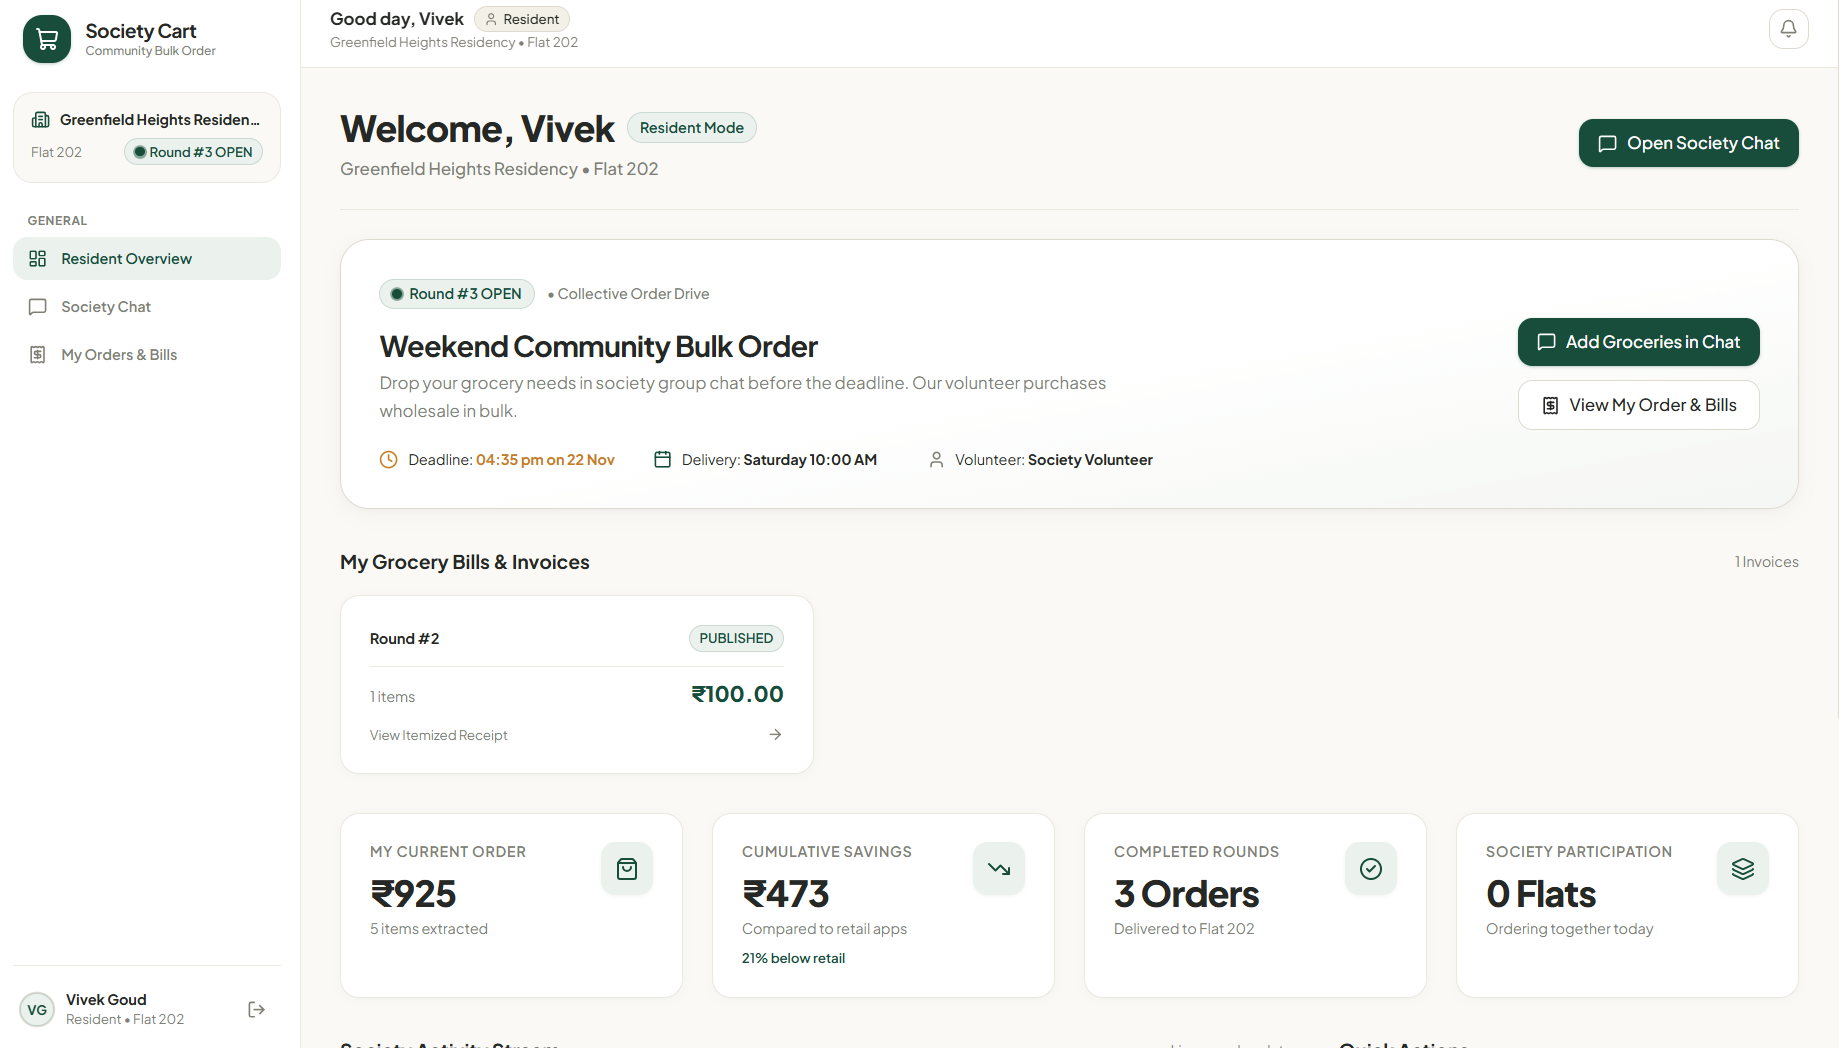 Society Cart
Community Bulk Order
Greenfield Heights Residen...
Flat 202
Round #3 OPEN
GENERAL
Resident Overview
Society Chat
My Orders & Bills
VG
Vivek Goud
Resident • Flat 202
Good day, Vivek
Resident
Greenfield Heights Residency • Flat 202
Welcome, Vivek
Resident Mode
Greenfield Heights Residency • Flat 202
Open Society Chat
Round #3 OPEN
• Collective Order Drive
Weekend Community Bulk Order
Drop your grocery needs in society group chat before the deadline. Our volunteer purchases
wholesale in bulk.
Deadline: 04:35 pm on 22 Nov
Delivery: Saturday 10:00 AM
Volunteer: Society Volunteer
Add Groceries in Chat
View My Order & Bills
My Grocery Bills & Invoices
1 Invoices
Round #2
PUBLISHED
1 items
₹100.00
View Itemized Receipt
MY CURRENT ORDER
₹925
5 items extracted
CUMULATIVE SAVINGS
₹473
Compared to retail apps
21% below retail
COMPLETED ROUNDS
3 Orders
Delivered to Flat 202
SOCIETY PARTICIPATION
0 Flats
Ordering together today
Society Activity Stream
Quick Actions